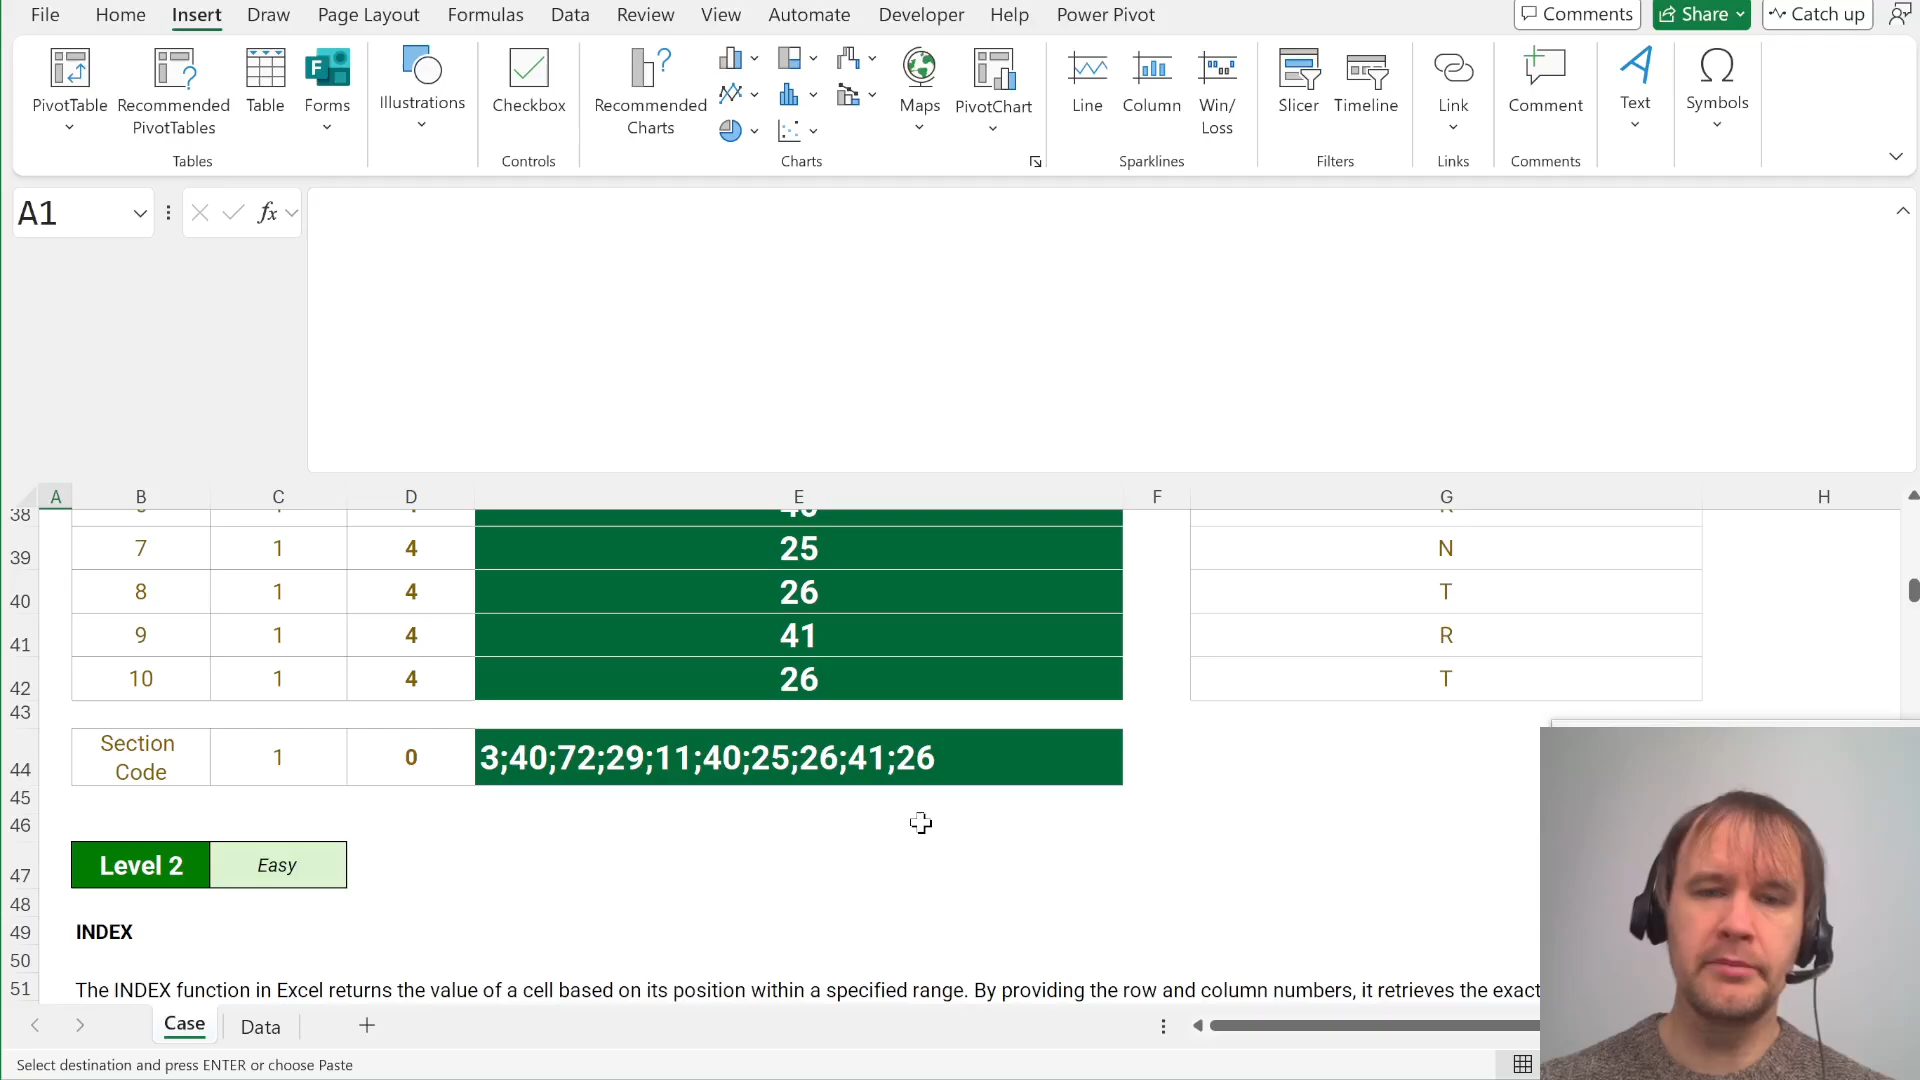 File Insert Home Draw Page Layout Formulas Data Review View Automate Developer Help Power Pivot Comments Share Catch up
PivotTable Recommended PivotTables Table Forms Illustrations Checkbox Recommended Charts Maps PivotChart Line Column Win/Loss Slicer Timeline Link Comment Text Symbols
Tables Controls Charts Sparklines Filters Links Comments
A1 fx
A B C D E F G H
38
39 7 1 4 25 N
40 8 1 4 26 T
41 9 1 4 41 R
42 10 1 4 26 T
43
44 Section Code 1 0 3;40;72;29;11;40;25;26;41;26
45
46
47 Level 2 Easy
48
49 INDEX
50
51 The INDEX function in Excel returns the value of a cell based on its position within a specified range. By providing the row and column numbers, it retrieves the exact
Case Data
Select destination and press ENTER or choose Paste